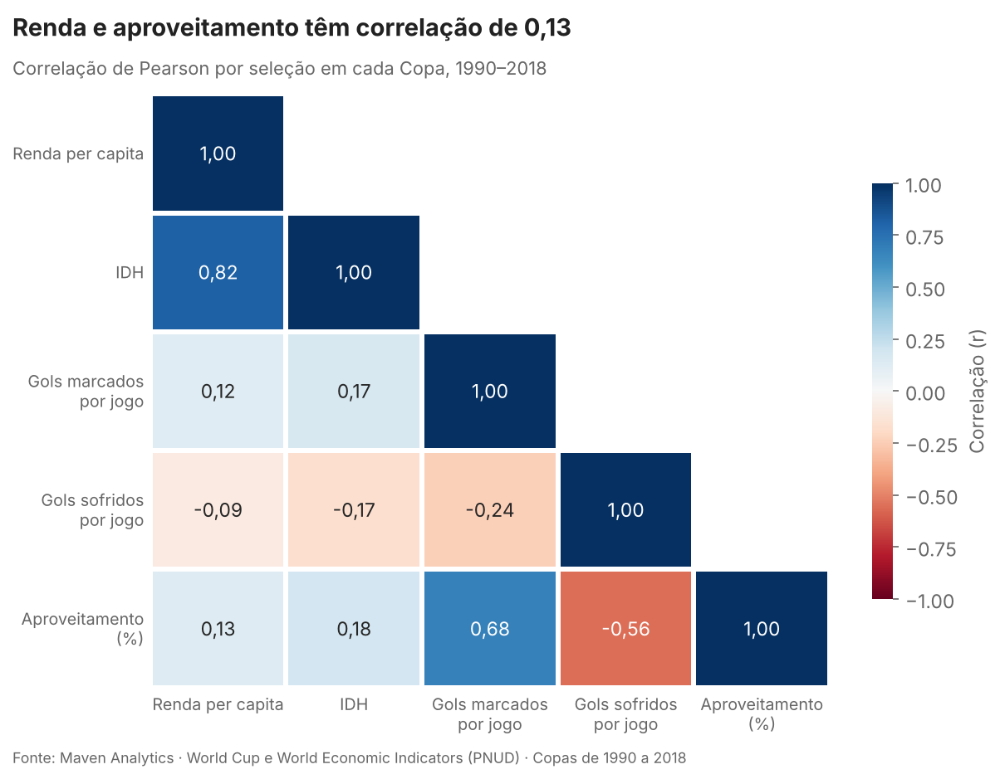 Renda e aproveitamento têm correlação de 0,13
Correlação de Pearson por seleção em cada Copa, 1990–2018
Renda per capita
1,00
IDH
0,82
1,00
Gols marcados
por jogo
0,12
0,17
1,00
Gols sofridos
por jogo
-0,09
-0,17
-0,24
1,00
Aproveitamento
(%)
0,13
0,18
0,68
-0,56
1,00
Renda per capita
IDH
Gols marcados
por jogo
Gols sofridos
por jogo
Aproveitamento
(%)
1.00
0.75
0.50
0.25
0.00
−0.25
−0.50
−0.75
−1.00
Correlação (r)
Fonte: Maven Analytics · World Cup e World Economic Indicators (PNUD) · Copas de 1990 a 2018